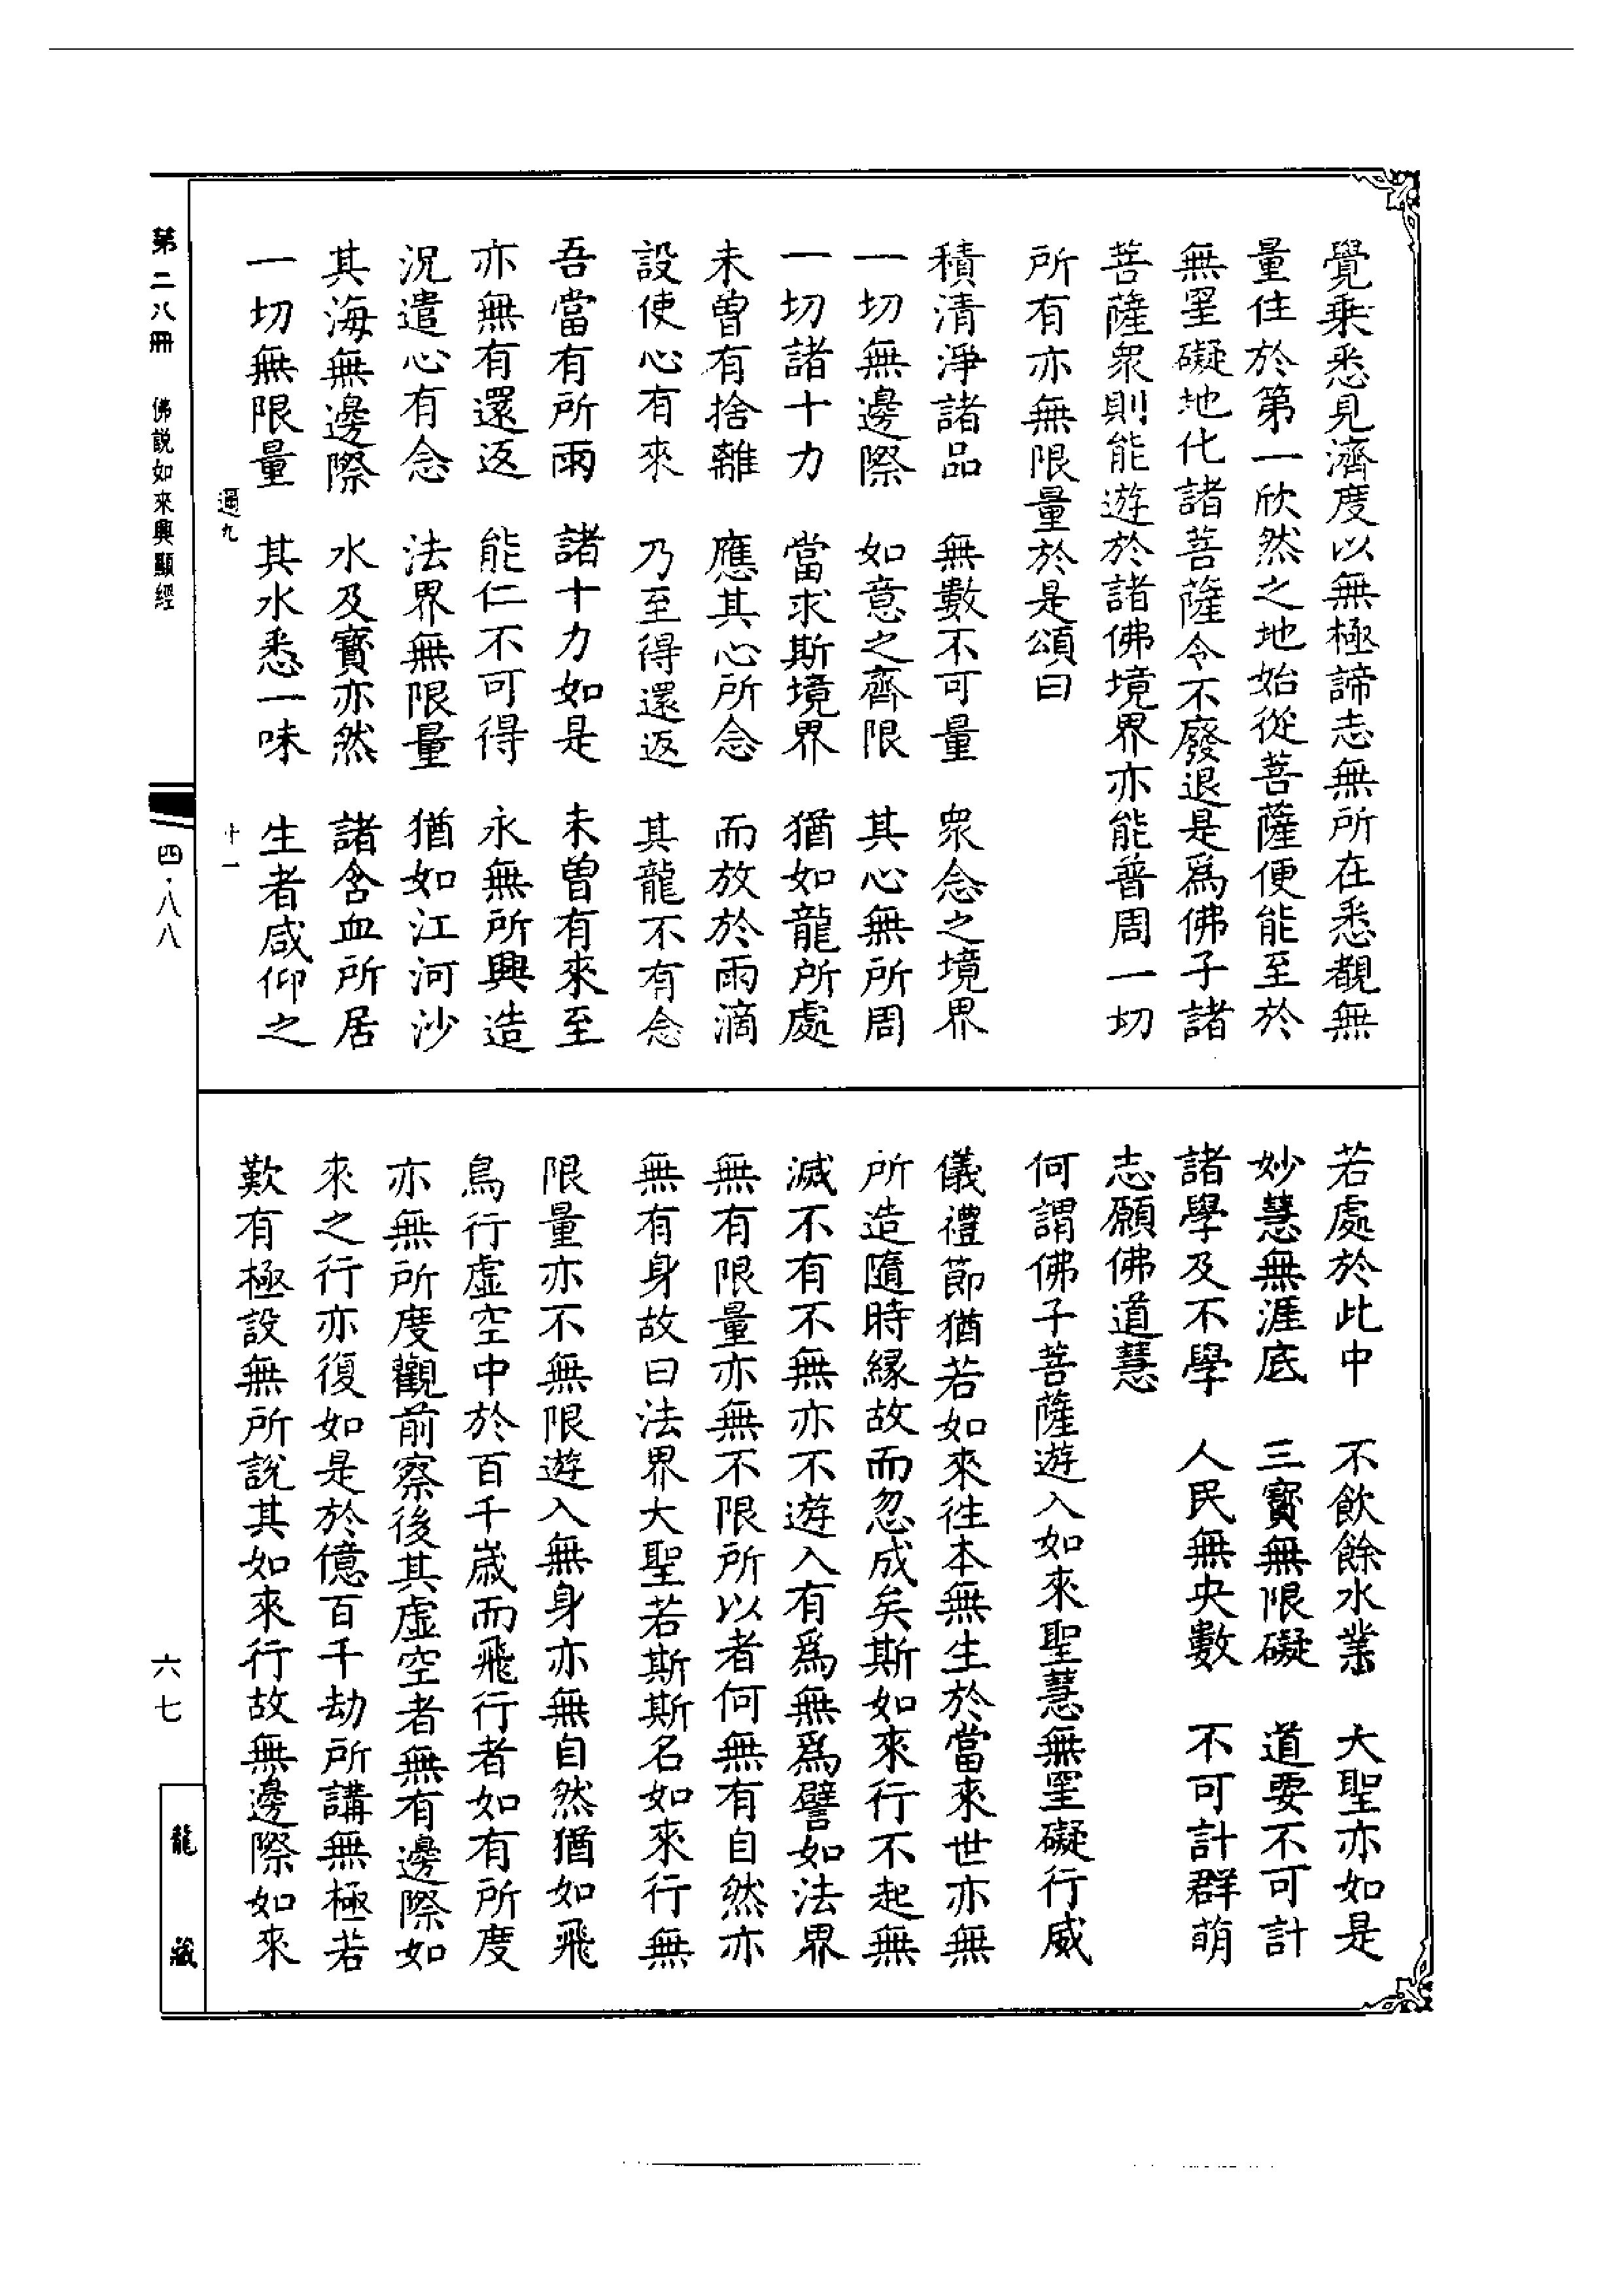 覺乗悉見濟度以無極諦志無所在悉覩無
量住於第一欣然之地始從菩薩便能至於
無罣礙地化諸菩薩令不廢退是爲佛子諸
菩薩衆則能遊於諸佛境界亦能普周一切
所有亦無限量於是頌曰
積清淨諸品　無數不可量　衆念之境界
一切無邊際　如意之齊限　其心無所周
一切諸十力　當求斯境界　猶如龍所處
未曾有捨離　應其心所念　而放於雨滴
設使心有來　乃至得還返　其龍不有念
吾當有所雨　諸十力如是　未曾有來至
亦無有還返　能仁不可得　永無所興造
況遣心有念　法界無限量　猶如江河沙
其海無邊際　水及寳亦然　諸含血所居
一切無限量　其水悉一味　生者咸仰之
邇九　十一
若處於此中　不飲餘水業　大聖亦如是
妙慧無涯底　三寳無限礙　道要不可計
諸學及不學　人民無央數　不可計群萌
志願佛道慧
何謂佛子菩薩遊入如來聖慧無罣礙行威
儀禮節猶若如來往本無生於當來世亦無
所造隨時縁故而忽成矣斯如來行不起無
滅不有不無亦不遊入有爲無爲譬如法界
無有限量亦無不限所以者何無有自然亦
無有身故曰法界大聖若斯斯名如來行無
限量亦不無限遊入無身亦無自然猶如飛
鳥行虛空中於百千嵗而飛行者如有所度
亦無所度觀前察後其虛空者無有邊際如
來之行亦復如是於億百千劫所講無極若
歎有極設無所說其如來行故無邊際如來
第二八冊　佛説如來興顯經
四·八八
六七
龍藏